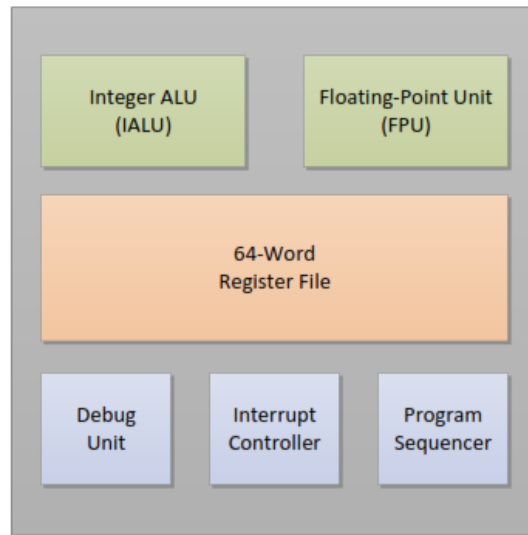 Integer ALU
(IALU)
Floating-Point Unit
(FPU)
64-Word
Register File
Debug
Unit
Interrupt
Controller
Program
Sequencer